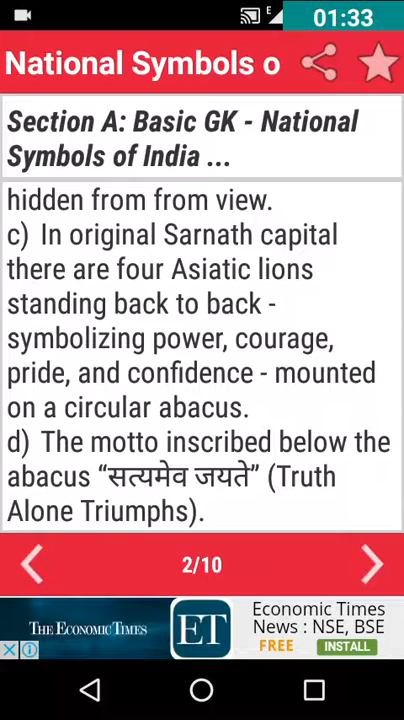 E
01:33
National Symbols o
Section A: Basic GK - National
Symbols of India ...
hidden from from view.
c) In original Sarnath capital
there are four Asiatic lions
standing back to back -
symbolizing power, courage,
pride, and confidence - mounted
on a circular abacus.
d) The motto inscribed below the
abacus “सत्यमेव जयते” (Truth
Alone Triumphs).
2/10
THE ECONOMIC TIMES
ET
Economic Times
News : NSE, BSE
FREE
INSTALL